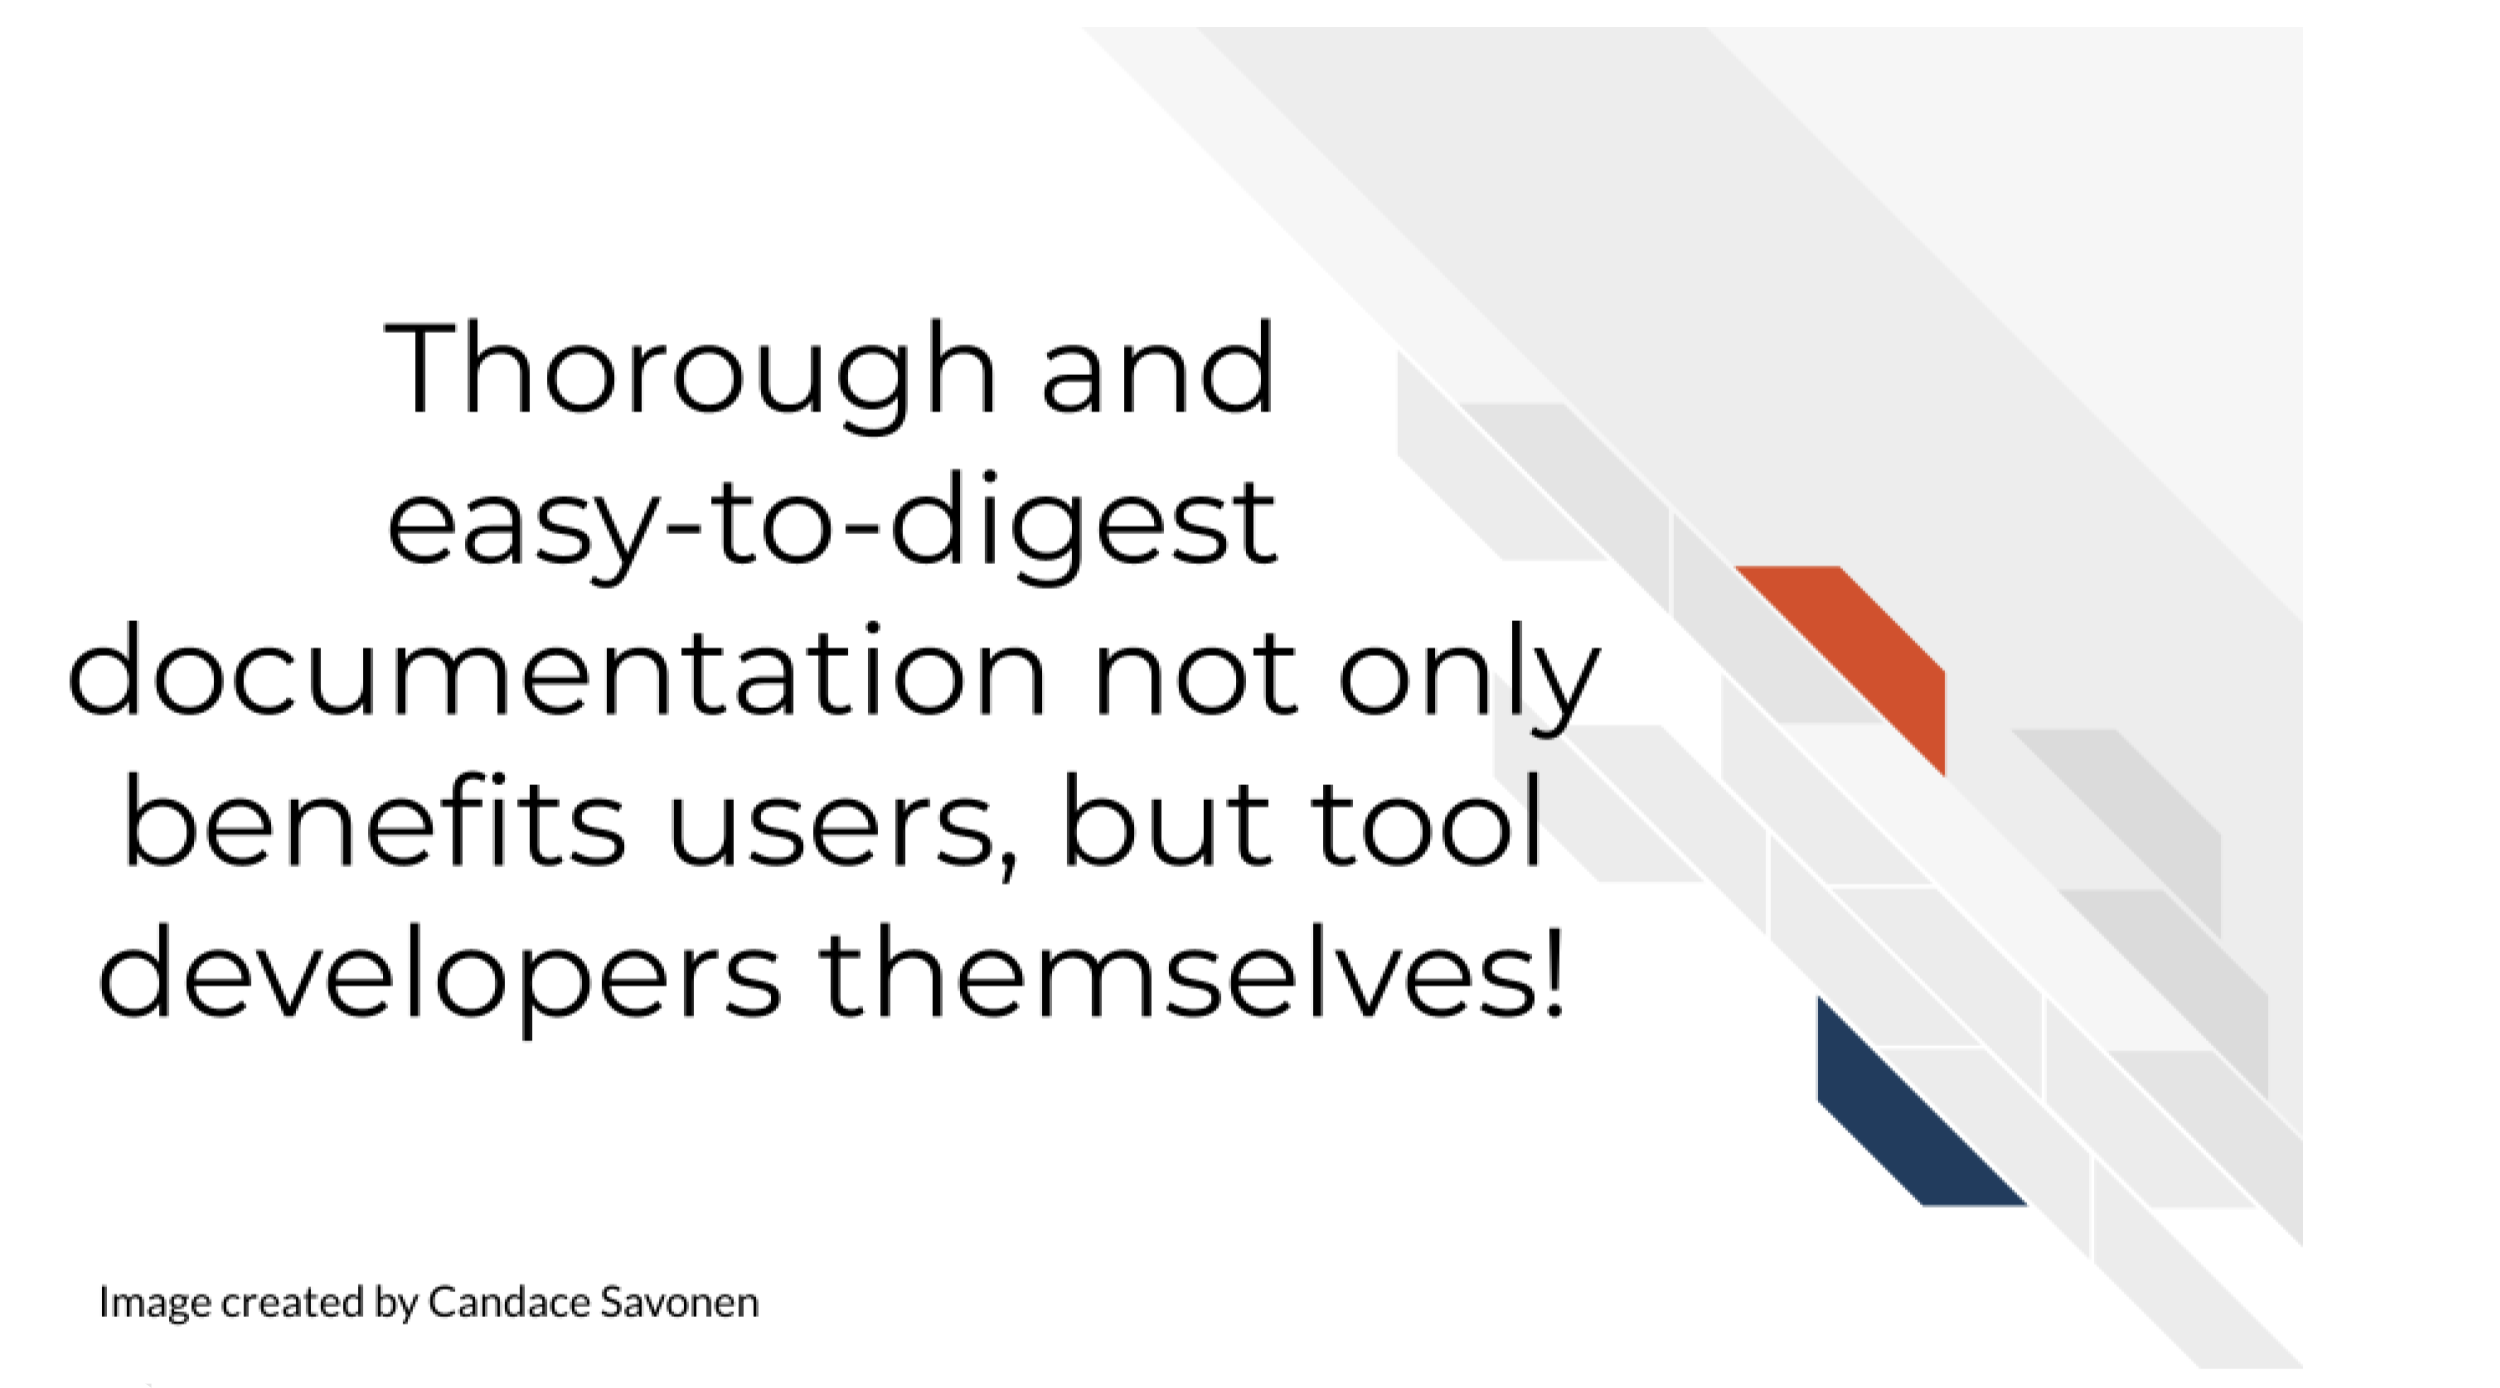 Thorough and
easy-to-digest
documentation not only
benefits users, but tool
developers themselves!
Image created by Candace Savonen